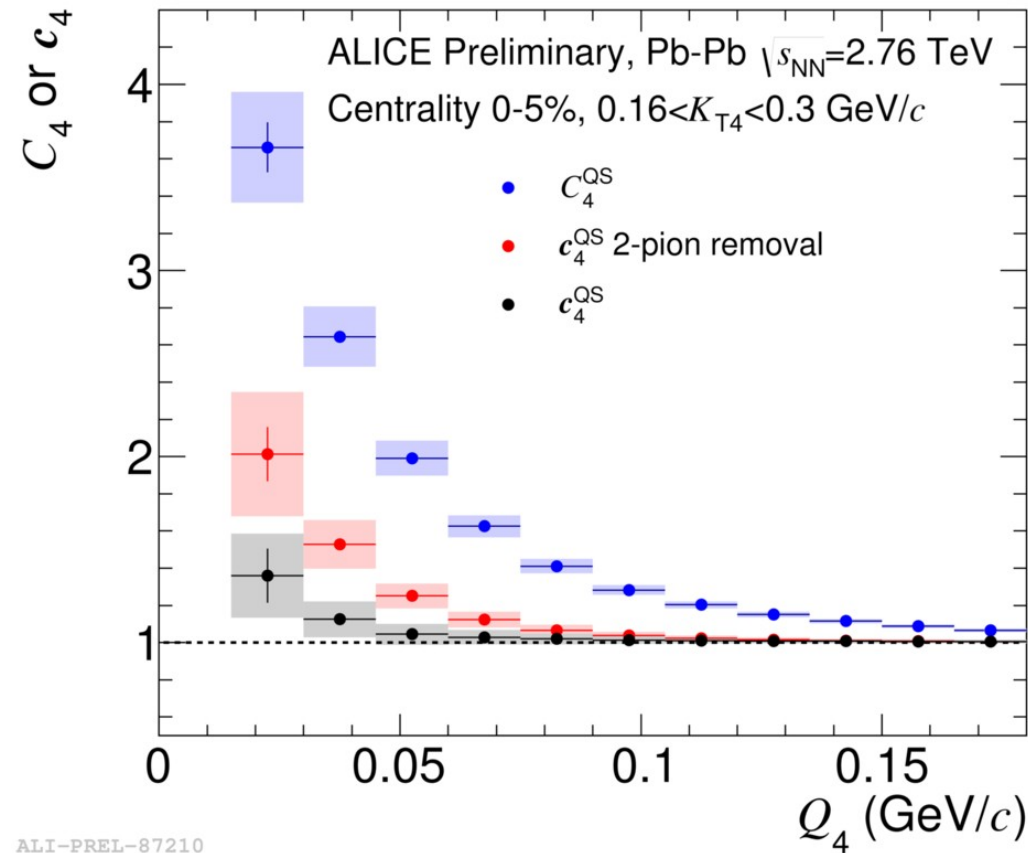 C₄ or c₄
ALICE Preliminary, Pb-Pb √sNN=2.76 TeV
Centrality 0-5%, 0.16<KT4<0.3 GeV/c
C₄QS
c₄QS 2-pion removal
c₄QS
4
3
2
1
0 0.05 0.1 0.15
Q₄ (GeV/c)
ALI-PREL-87210